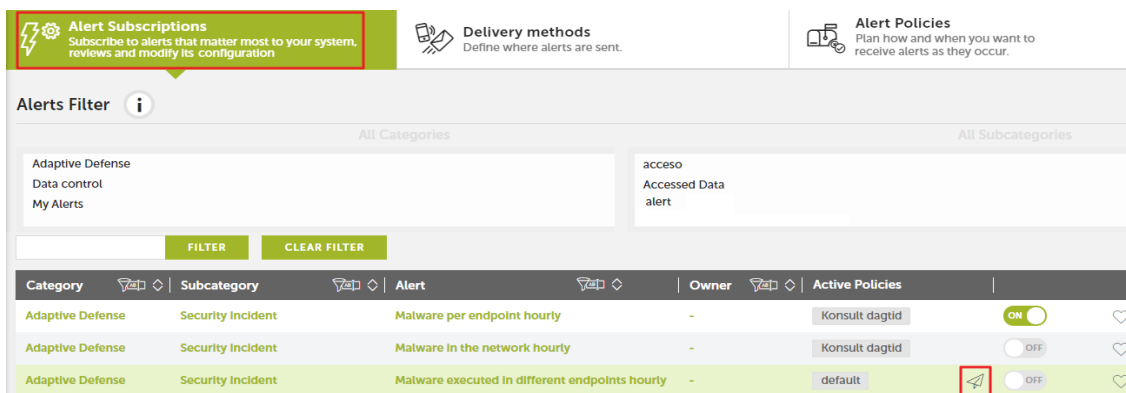 Alert Subscriptions
Subscribe to alerts that matter most to your system,
reviews and modify its configuration
Delivery methods
Define where alerts are sent.
Alert Policies
Plan how and when you want to
receive alerts as they occur.
Alerts Filter i
All Categories All Subcategories
Adaptive Defense
Data control
My Alerts
acceso
Accessed Data
alert
FILTER CLEAR FILTER
Category AB Subcategory AB Alert AB Owner AB Active Policies
Adaptive Defense Security Incident Malware per endpoint hourly - Konsult dagtid ON
Adaptive Defense Security Incident Malware in the network hourly - Konsult dagtid OFF
Adaptive Defense Security Incident Malware executed in different endpoints hourly - default OFF